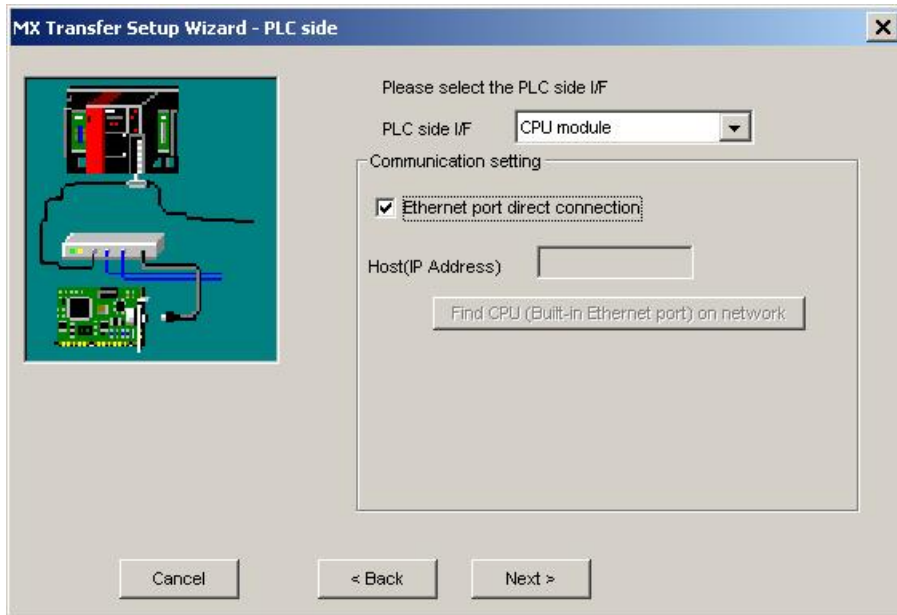 MX Transfer Setup Wizard - PLC side
Please select the PLC side I/F
PLC side I/F CPU module
Communication setting
Ethernet port direct connection
Host(IP Address)
Find CPU (Built-in Ethernet port) on network
Cancel < Back Next >